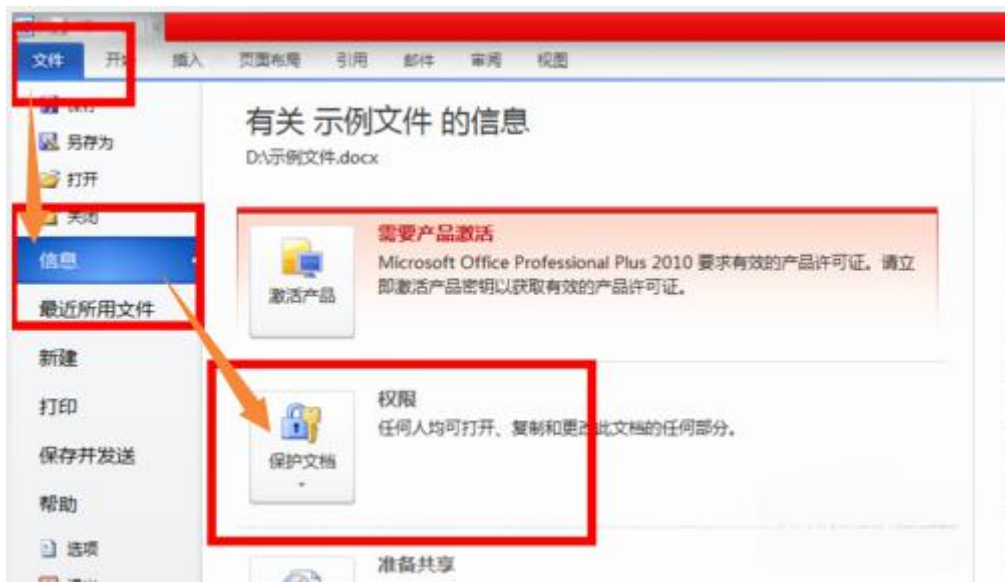 文件 开始 插入 页面布局 引用 邮件 审阅 视图
另存为
打开
关闭
信息
最近所用文件
新建
打印
保存并发送
帮助
选项
有关 示例文件 的信息
D:\示例文件.docx
激活产品
需要产品激活
Microsoft Office Professional Plus 2010 要求有效的产品许可证。请立
即激活产品密钥以获取有效的产品许可证。
保护文档
权限
任何人均可打开、复制和更改此文档的任何部分。
准备共享